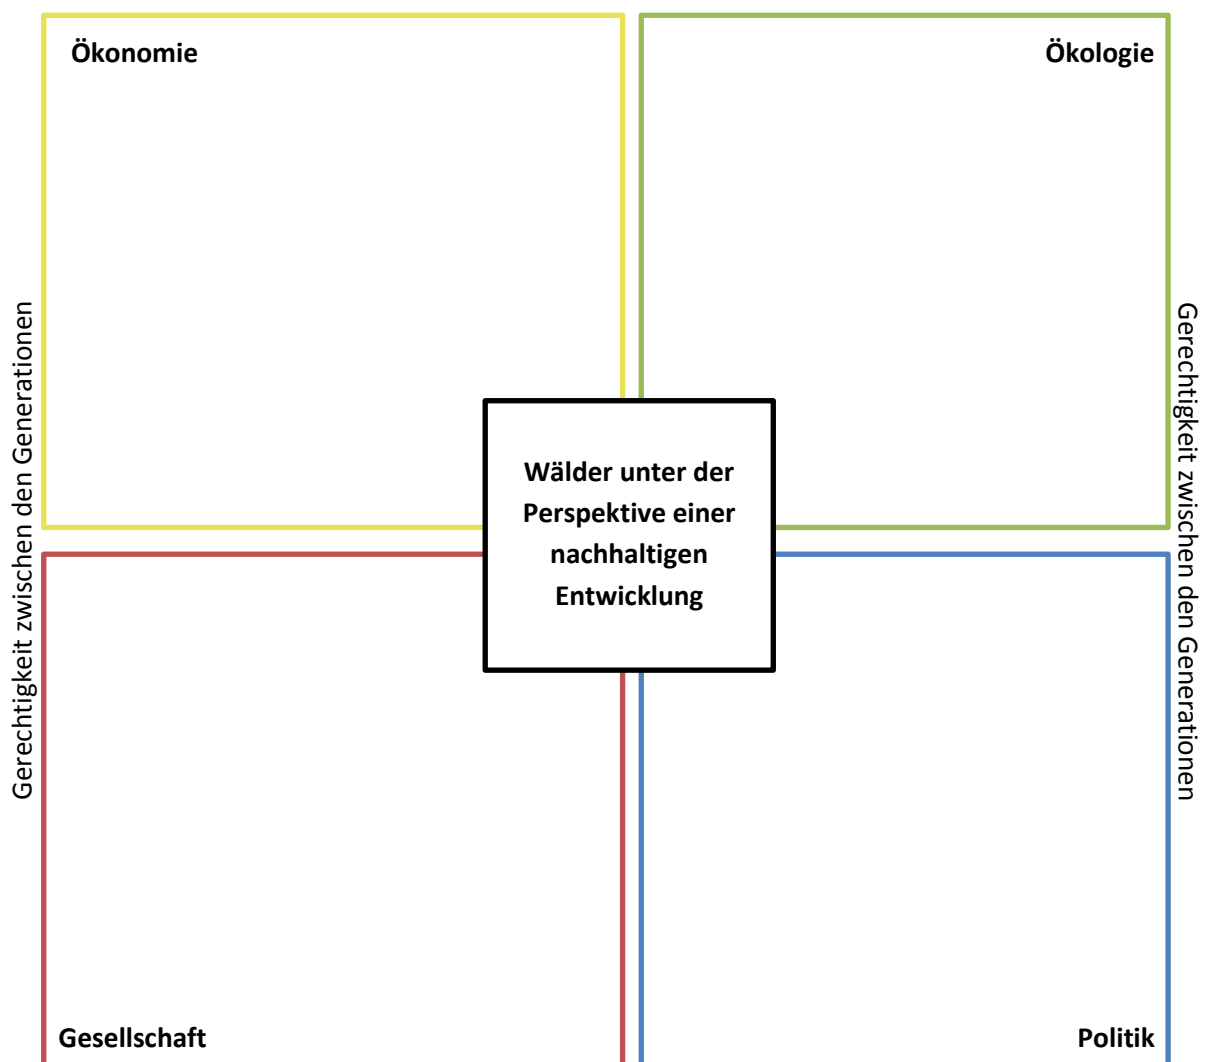 Ökonomie
Ökologie
Gerechtigkeit zwischen den Generationen
Wälder unter der
Perspektive einer
nachhaltigen
Entwicklung
Gerechtigkeit zwischen den Generationen
Gesellschaft
Politik